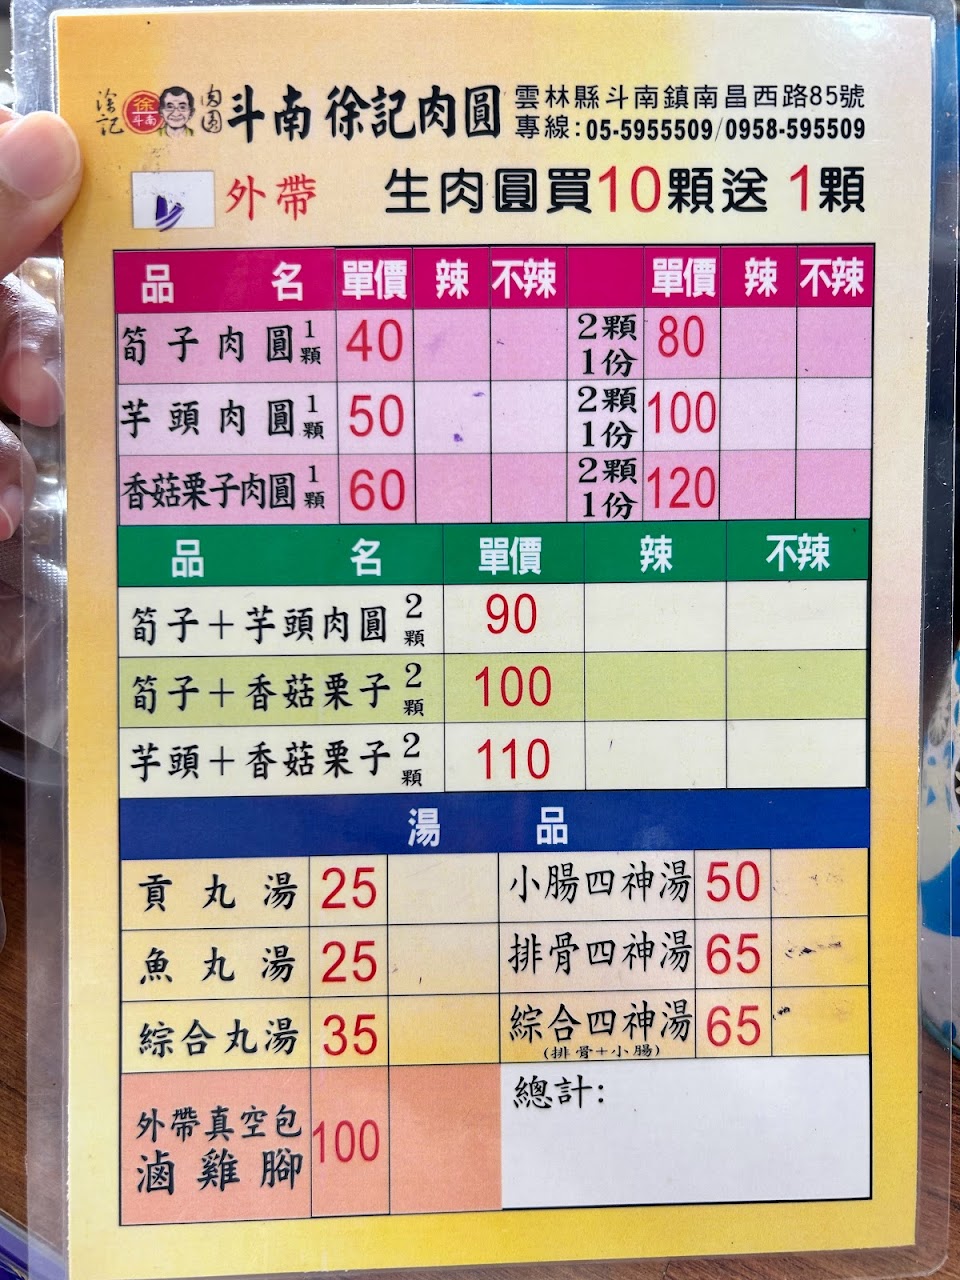 徐記 徐 斗南 肉圓 斗南 徐記肉圓 雲林縣斗南鎮南昌西路85號
專線:05-5955509/0958-595509
外帶 生肉圓買10顆送1顆
品名 單價 辣 不辣 單價 辣 不辣
筍子肉圓1顆 40 2顆1份 80
芋頭肉圓1顆 50 2顆1份 100
香菇栗子肉圓1顆 60 2顆1份 120
品名 單價 辣 不辣
筍子+芋頭肉圓2顆 90
筍子+香菇栗子2顆 100
芋頭+香菇栗子2顆 110
湯品
貢丸湯 25 小腸四神湯 50
魚丸湯 25 排骨四神湯 65
綜合丸湯 35 綜合四神湯 65
(排骨+小腸)
外帶真空包 100 總計:
滷雞腳